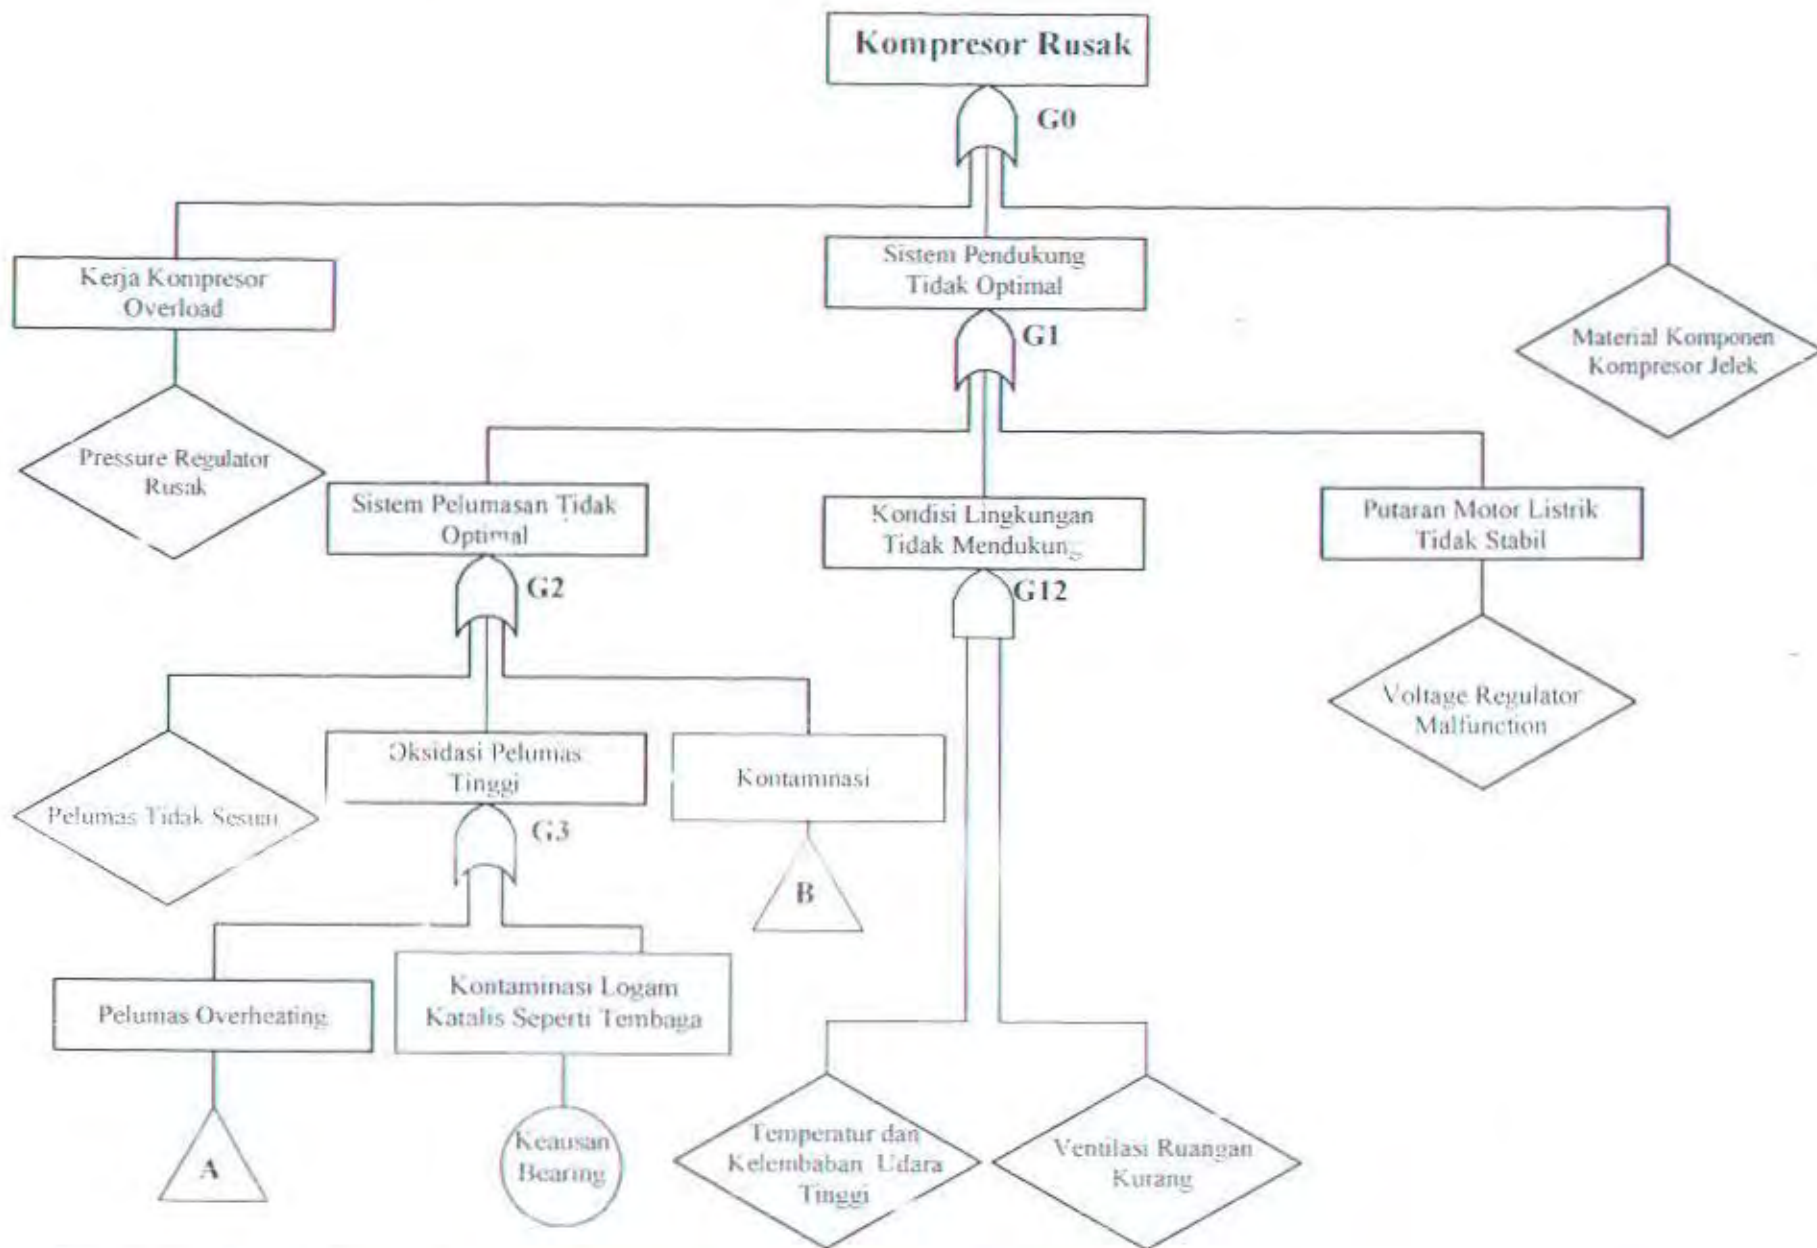 Kompresor Rusak
G0
Kerja Kompresor
Overload
Sistem Pendukung
Tidak Optimal
G1
Material Komponen
Kompresor Jelek
Pressure Regulator
Rusak
Sistem Pelumasan Tidak
Optimal
G2
Kondisi Lingkungan
Tidak Mendukung
G12
Putaran Motor Listrik
Tidak Stabil
Voltage Regulator
Malfunction
Pelumas Tidak Sesuai
Oksidasi Pelumas
Tinggi
G3
Kontaminasi
B
Pelumas Overheating
Kontaminasi Logam
Katalis Seperti Tembaga
A
Keausan
Bearing
Temperatur dan
Kelembaban Udara
Tinggi
Ventilasi Ruangan
Kurang